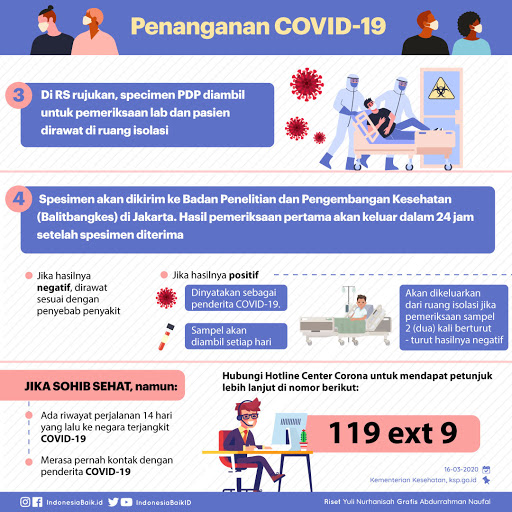 Penanganan COVID-19
3
Di RS rujukan, specimen PDP diambil
untuk pemeriksaan lab dan pasien
dirawat di ruang isolasi
4
Spesimen akan dikirim ke Badan Penelitian dan Pengembangan Kesehatan
(Balitbangkes) di Jakarta. Hasil pemeriksaan pertama akan keluar dalam 24 jam
setelah spesimen diterima
Jika hasilnya
negatif, dirawat
sesuai dengan
penyebab penyakit
Jika hasilnya positif
Dinyatakan sebagai
penderita COVID-19.
Sampel akan
diambil setiap hari
Akan dikeluarkan
dari ruang isolasi jika
pemeriksaan sampel
2 (dua) kali berturut
- turut hasilnya negatif
JIKA SOHIB SEHAT, namun:
Ada riwayat perjalanan 14 hari
yang lalu ke negara terjangkit
COVID-19
Merasa pernah kontak dengan
penderita COVID-19
Hubungi Hotline Center Corona untuk mendapat petunjuk
lebih lanjut di nomor berikut:
119 ext 9
16-03-2020
Kementerian Kesehatan, ksp.go.id
IndonesiaBaik.id
IndonesiaBaikID
Riset Yuli Nurhanisah Grafis Abdurrahman Naufal